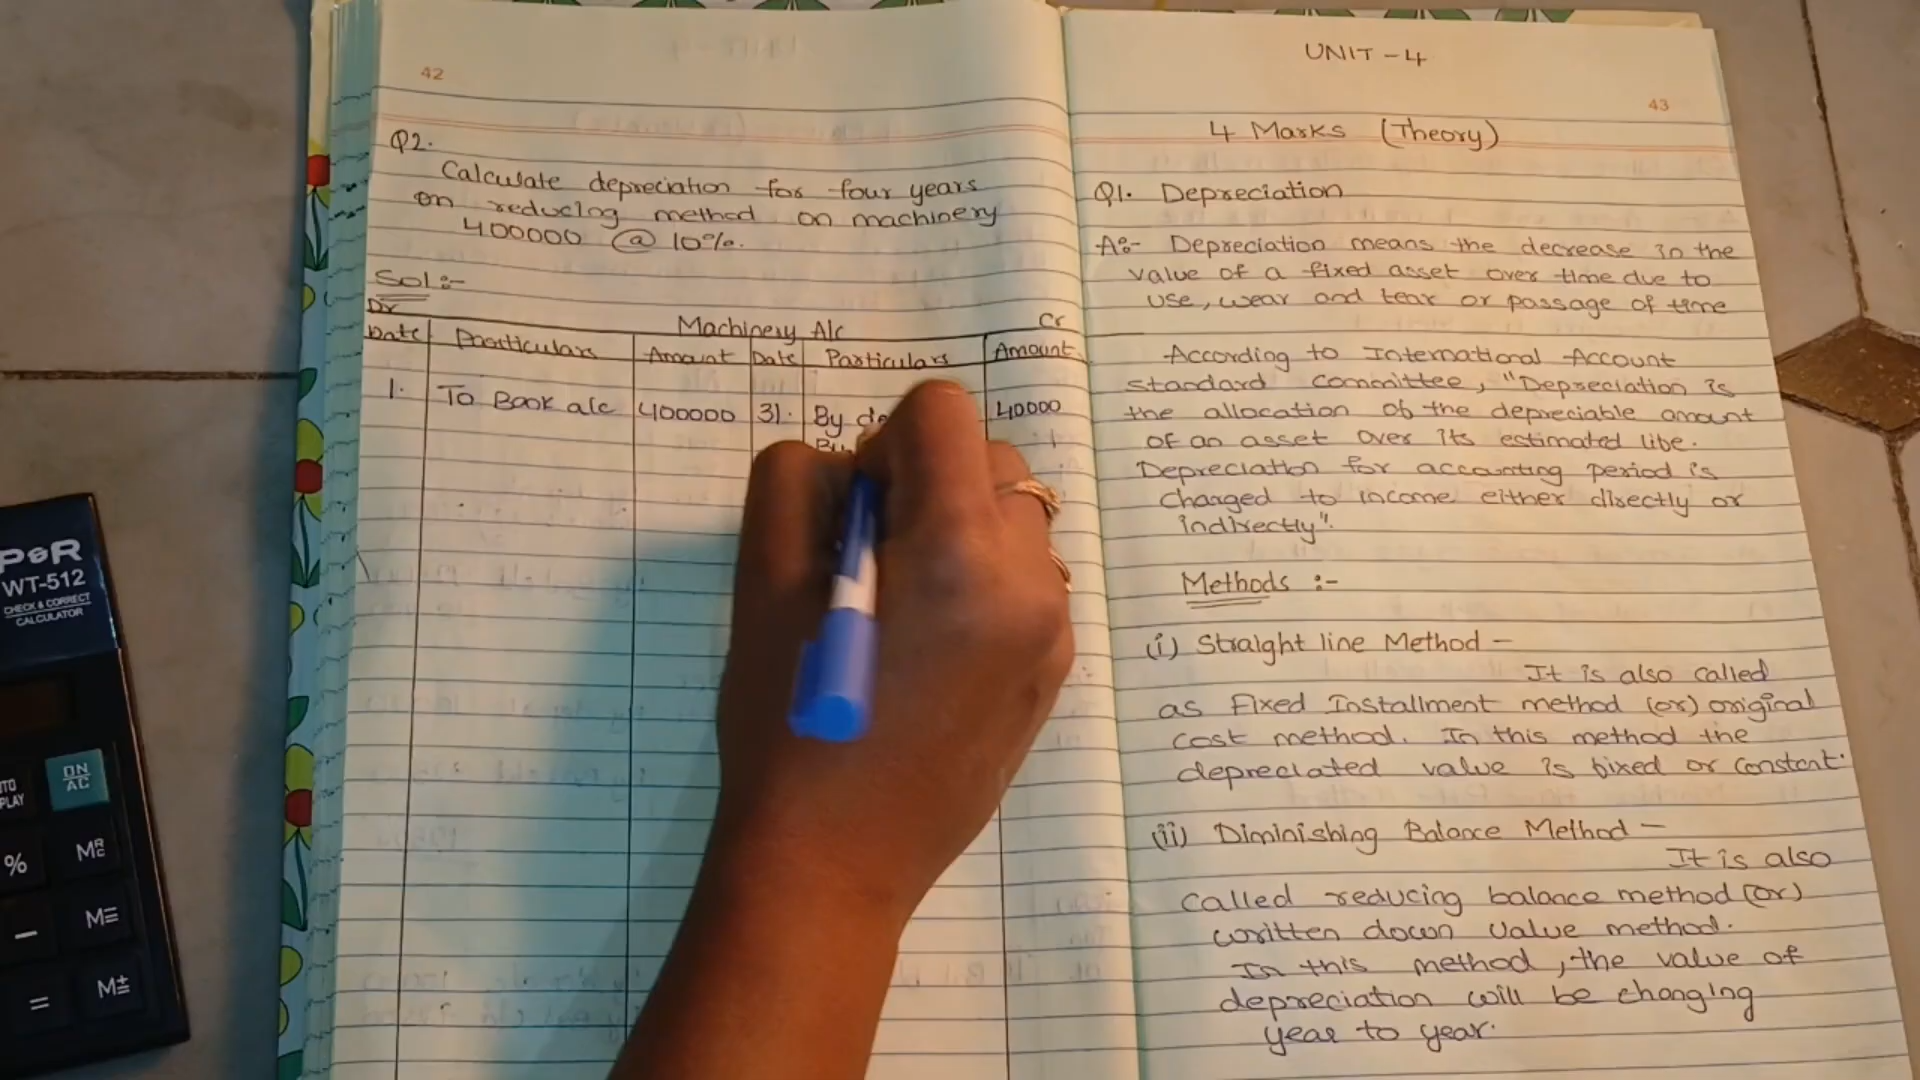 42
Q2.
Calculate depreciation for four years
on reducing method on machinery
400000 @ 10%.
Sol:-
Dr Machinery A/c Cr
Date Particulars Amount Date Particulars Amount
1. To Book a/c 400000 31. By de 40000
UNIT - 4
43
4 Marks (Theory)
Q1. Depreciation
A:- Depreciation means the decrease in the
value of a fixed asset over time due to
use, wear and tear or passage of time
According to International Account
standard committee, "Depreciation is
the allocation of the depreciable amount
of an asset over its estimated life.
Depreciation for accounting period is
charged to income either directly or
indirectly".
Methods :-
(i) Straight line Method -
It is also called
as Fixed Installment method (or) original
cost method. In this method the
depreciated value is fixed or constant.
(ii) Diminishing Balance Method -
It is also
called reducing balance method (or)
written down value method.
In this method, the value of
depreciation will be changing
year to year.
P&R
WT-512
CHECK & CORRECT
CALCULATOR
PLAY
ON
AC
%
=